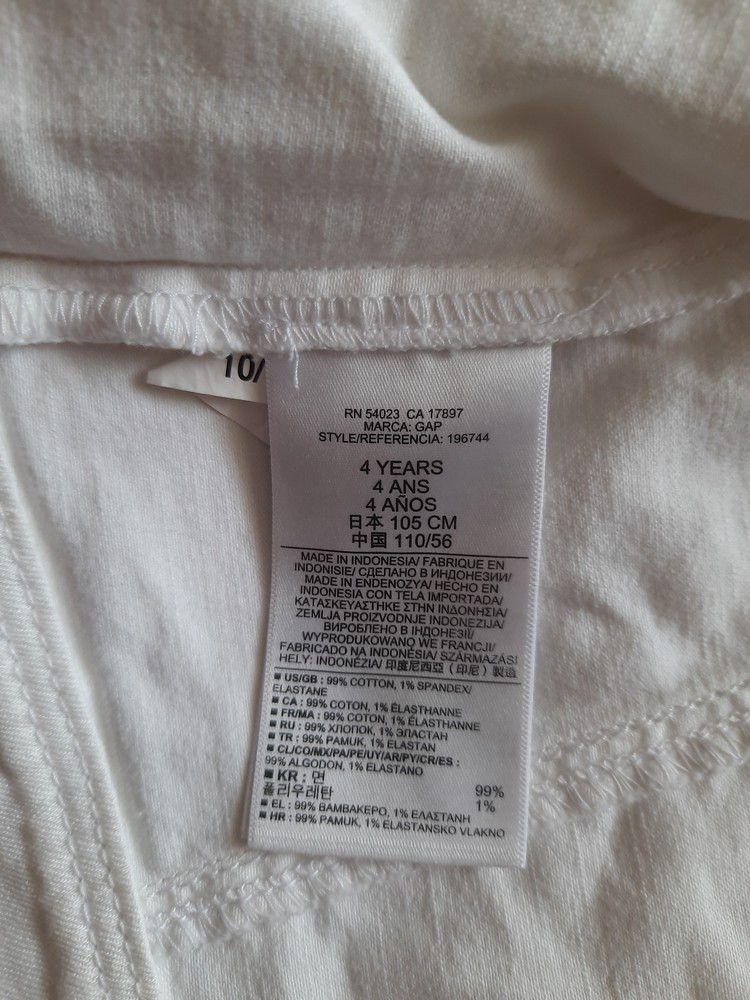 10/
RN 54023 CA 17897
MARCA: GAP
STYLE/REFERENCIA: 196744
4 YEARS
4 ANS
4 AÑOS
日本 105 CM
中国 110/56
MADE IN INDONESIA/ FABRIQUE EN
INDONISIE/ СДЕЛАНО В ИНДОНЕЗИИ/
MADE IN ENDENOZYA/ HECHO EN
INDONESIA CON TELA IMPORTADA/
ΚΑΤΑΣΚΕΥΑΣΤΗΚΕ ΣΤΗΝ ΙΝΔΟΝΗΣΙΑ/
ZEMLJA PROIZVODNJE INDONEZIJA/
ВИРОБЛЕНО В ІНДОНЕЗІЇ/
WYPRODUKOWANO WE FRANCJI/
FABRICADO NA INDONÉSIA/ SZÁRMAZÁSI
HELY: INDONÉZIA/ 印度尼西亞 (印尼) 製造
■ US/GB : 99% COTTON, 1% SPANDEX/
ELASTANE
■ CA : 99% COTON, 1% ÉLASTHANNE
■ FR/MA : 99% COTON, 1% ÉLASTHANNE
■ RU : 99% ХЛОПОК, 1% ЭЛАСТАН
■ TR : 99% PAMUK, 1% ELASTAN
■ CL/CO/MX/PA/PE/UY/AR/PY/CR/ES :
99% ALGODON, 1% ELASTANO
■ KR : 면 99%
폴리우레탄 1%
■ EL : 99% ΒΑΜΒΑΚΕΡΟ, 1% ΕΛΑΣΤΑΝΗ
■ HR : 99% PAMUK, 1% ELASTANSKO VLAKNO